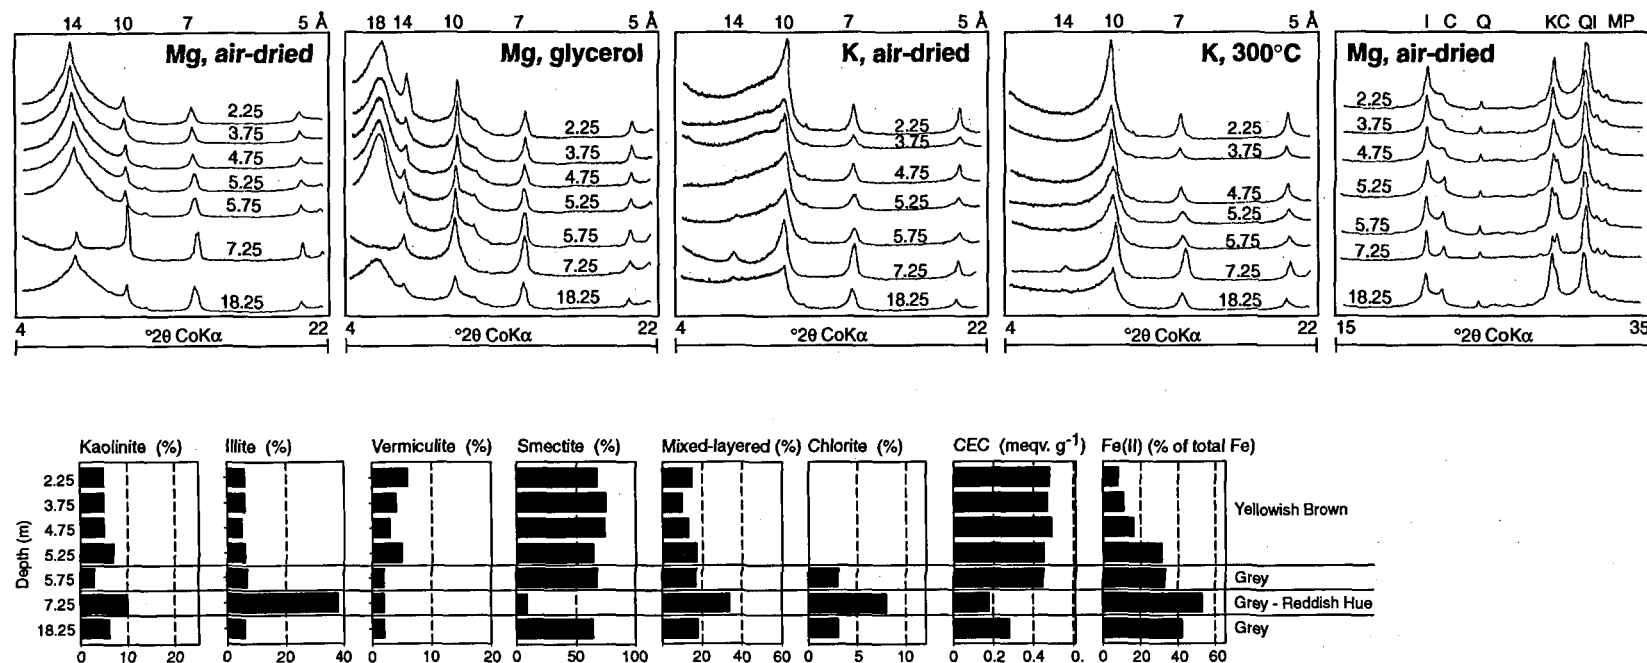 14 10 7 5 Å
Mg, air-dried
2.25
3.75
4.75
5.25
5.75
7.25
18.25
4 22
°2θ CoKα
18 14 10 7 5 Å
Mg, glycerol
2.25
3.75
4.75
5.25
5.75
7.25
18.25
4 22
°2θ CoKα
14 10 7 5 Å
K, air-dried
2.25
3.75
4.75
5.25
5.75
7.25
18.25
4 22
°2θ CoKα
14 10 7 5 Å
K, 300°C
2.25
3.75
4.75
5.25
5.75
7.25
18.25
4 22
°2θ CoKα
I C Q KC QI MP
Mg, air-dried
2.25
3.75
4.75
5.25
5.75
7.25
18.25
15 35
2θ CoKα
Kaolinite (%) Illite (%) Vermiculite (%) Smectite (%) Mixed-layered (%) Chlorite (%) CEC (meqv. g-1) Fe(II) (% of total Fe)
Depth (m)
2.25
3.75
Yellowish Brown
4.75
5.25
5.75 Grey
7.25 Grey - Reddish Hue
18.25 Grey
0 10 20 0 20 40 0 10 20 0 50 100 0 20 40 60 0 5 10 0 0.2 0.4 0. 0 20 40 60